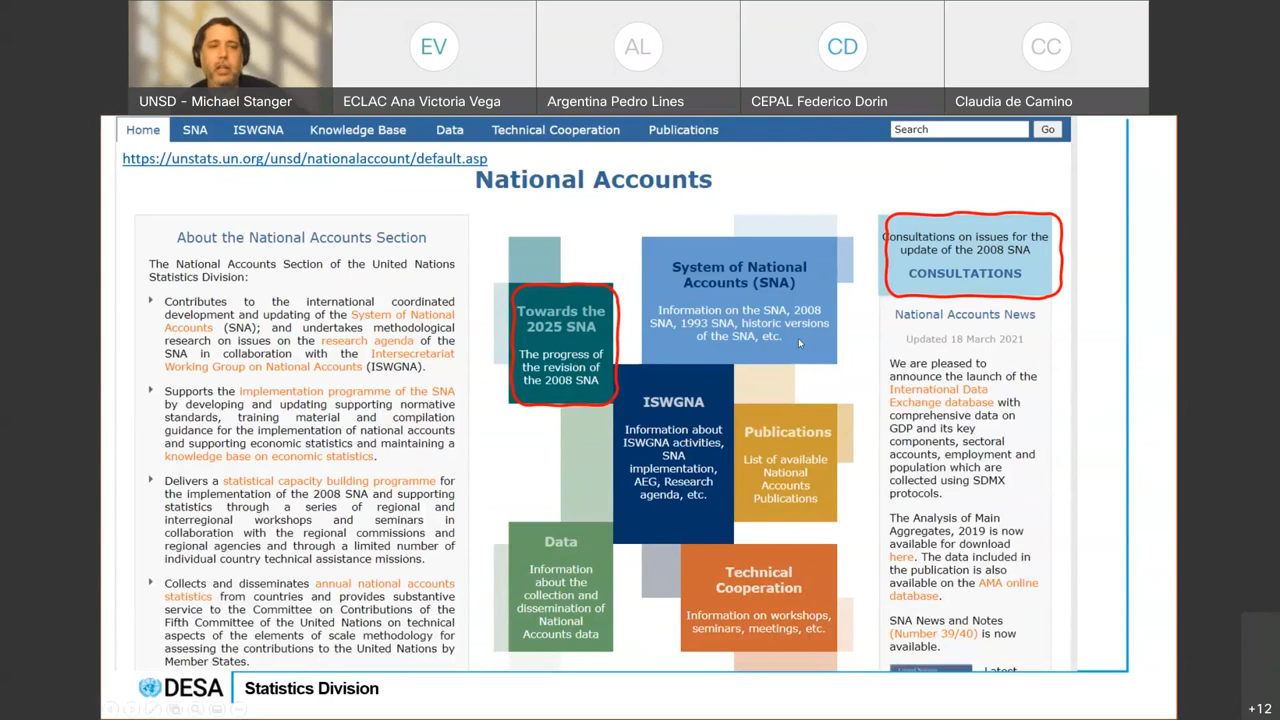 EV
AL
CD
CC
UNSD - Michael Stanger
ECLAC Ana Victoria Vega
Argentina Pedro Lines
CEPAL Federico Dorin
Claudia de Camino
Home
SNA
ISWGNA
Knowledge Base
Data
Technical Cooperation
Publications
Search
Go
https://unstats.un.org/unsd/nationalaccount/default.asp
National Accounts
About the National Accounts Section
The National Accounts Section of the United Nations
Statistics Division:
Contributes to the international coordinated
development and updating of the System of National
Accounts (SNA); and undertakes methodological
research on issues on the research agenda of the
SNA in collaboration with the Intersecretariat
Working Group on National Accounts (ISWGNA).
Supports the implementation programme of the SNA
by developing and updating supporting normative
standards, training material and compilation
guidance for the implementation of national accounts
and supporting economic statistics and maintaining a
knowledge base on economic statistics.
Delivers a statistical capacity building programme for
the implementation of the 2008 SNA and supporting
statistics through a series of regional and
interregional workshops and seminars in
collaboration with the regional commissions and
regional agencies and through a limited number of
individual country technical assistance missions.
Collects and disseminates annual national accounts
statistics from countries and provides substantive
service to the Committee on Contributions of the
Fifth Committee of the United Nations on technical
aspects of the elements of scale methodology for
assessing the contributions to the United Nations by
Member States.
Towards the
2025 SNA
The progress of
the revision of
the 2008 SNA
System of National
Accounts (SNA)
Information on the SNA, 2008
SNA, 1993 SNA, historic versions
of the SNA, etc.
ISWGNA
Information about
ISWGNA activities,
SNA
implementation,
AEG, Research
agenda, etc.
Publications
List of available
National
Accounts
Publications
Data
Information
about the
collection and
dissemination of
National
Accounts data
Technical
Cooperation
Information on workshops,
seminars, meetings, etc.
Consultations on issues for the
update of the 2008 SNA
CONSULTATIONS
National Accounts News
Updated 18 March 2021
We are pleased to
announce the launch of the
International Data
Exchange database with
comprehensive data on
GDP and its key
components, sectoral
accounts, employment and
population which are
collected using SDMX
protocols.
The Analysis of Main
Aggregates, 2019 is now
available for download
here. The data included in
the publication is also
available on the AMA online
database.
SNA News and Notes
(Number 39/40) is now
available.
Latest
DESA
Statistics Division
+12